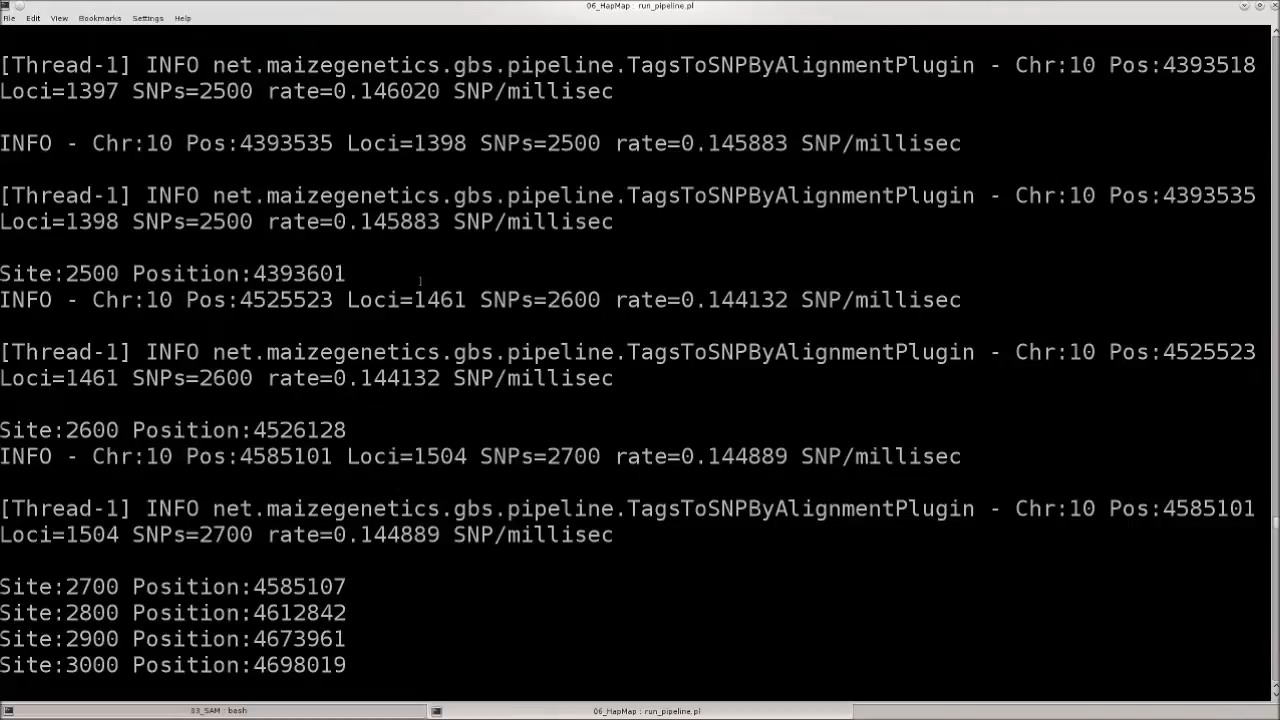 06_HapMap : run_pipeline.pl
File Edit View Bookmarks Settings Help
[Thread-1] INFO net.maizegenetics.gbs.pipeline.TagsToSNPByAlignmentPlugin - Chr:10 Pos:4393518
Loci=1397 SNPs=2500 rate=0.146020 SNP/millisec
INFO - Chr:10 Pos:4393535 Loci=1398 SNPs=2500 rate=0.145883 SNP/millisec
[Thread-1] INFO net.maizegenetics.gbs.pipeline.TagsToSNPByAlignmentPlugin - Chr:10 Pos:4393535
Loci=1398 SNPs=2500 rate=0.145883 SNP/millisec
Site:2500 Position:4393601
INFO - Chr:10 Pos:4525523 Loci=1461 SNPs=2600 rate=0.144132 SNP/millisec
[Thread-1] INFO net.maizegenetics.gbs.pipeline.TagsToSNPByAlignmentPlugin - Chr:10 Pos:4525523
Loci=1461 SNPs=2600 rate=0.144132 SNP/millisec
Site:2600 Position:4526128
INFO - Chr:10 Pos:4585101 Loci=1504 SNPs=2700 rate=0.144889 SNP/millisec
[Thread-1] INFO net.maizegenetics.gbs.pipeline.TagsToSNPByAlignmentPlugin - Chr:10 Pos:4585101
Loci=1504 SNPs=2700 rate=0.144889 SNP/millisec
Site:2700 Position:4585107
Site:2800 Position:4612842
Site:2900 Position:4673961
Site:3000 Position:4698019
03_SAM : bash
06_HapMap : run_pipeline.pl